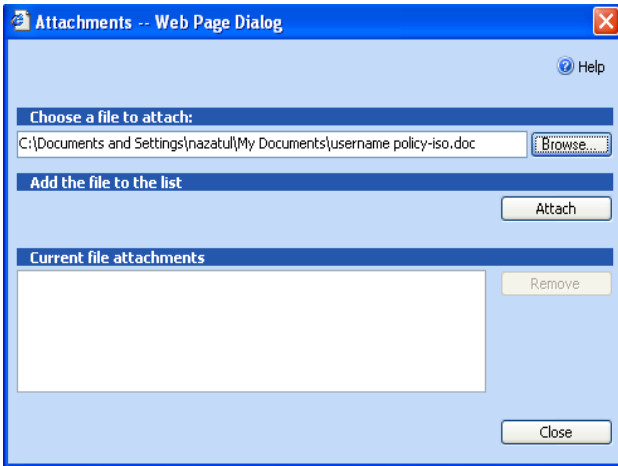 Attachments -- Web Page Dialog
Help
Choose a file to attach:
C:\Documents and Settings\nazatul\My Documents\username policy-iso.doc
Browse...
Add the file to the list
Attach
Current file attachments
Remove
Close